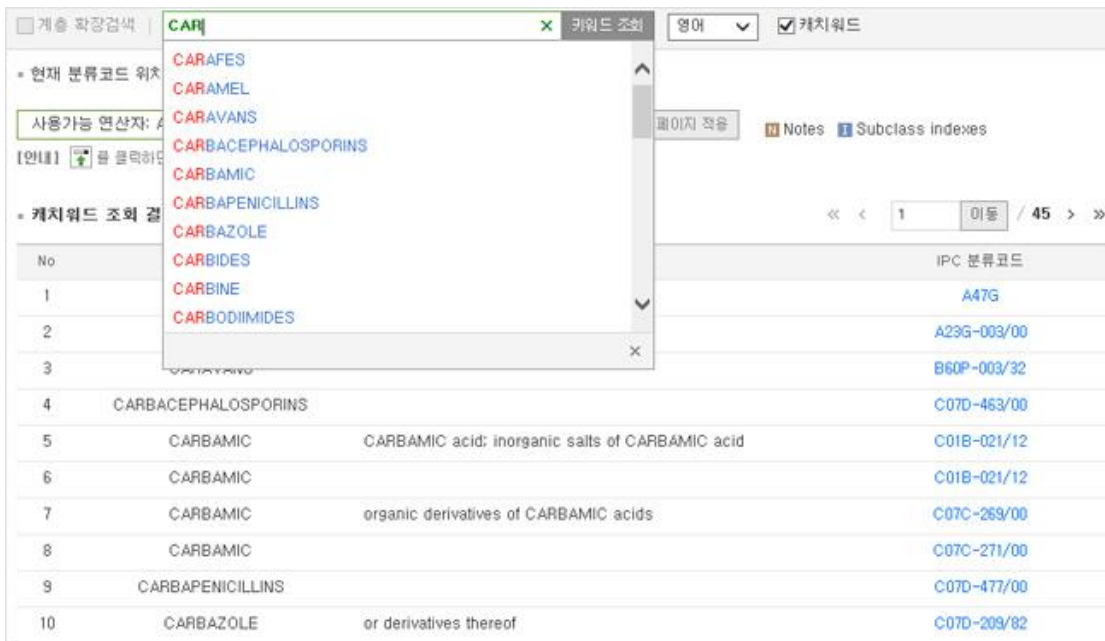 계층 확장검색 | CAR × 키워드 조회 영어 캐치워드
CARAFES
현재 분류코드 위치
CARAMEL
CARAVANS
사용가능 연산자: 페이지 적용 N Notes I Subclass indexes
CARBACEPHALOSPORINS
[안내] 를 클릭하면
CARBAMIC
CARBAPENICILLINS
캐치워드 조회 결 « < 1 이동 / 45 > »
CARBAZOLE
CARBIDES
No IPC 분류코드
CARBINE
1 A47G
CARBODIIMIDES
2 A23G-003/00
×
3 B60P-003/32
4 CARBACEPHALOSPORINS C07D-463/00
5 CARBAMIC CARBAMIC acid; inorganic salts of CARBAMIC acid C01B-021/12
6 CARBAMIC C01B-021/12
7 CARBAMIC organic derivatives of CARBAMIC acids C07C-269/00
8 CARBAMIC C07C-271/00
9 CARBAPENICILLINS C07D-477/00
10 CARBAZOLE or derivatives thereof C07D-209/82